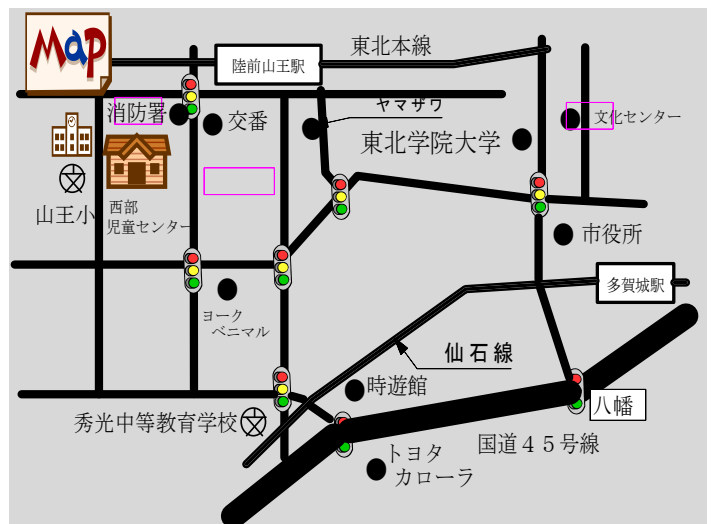 Map
東北本線
陸前山王駅
消防署
交番
ヤマザワ
東北学院大学
文化センター
山王小
西部
児童センター
市役所
多賀城駅
ヨーク
ベニマル
仙石線
時遊館
八幡
秀光中等教育学校
国道４５号線
トヨタ
カローラ